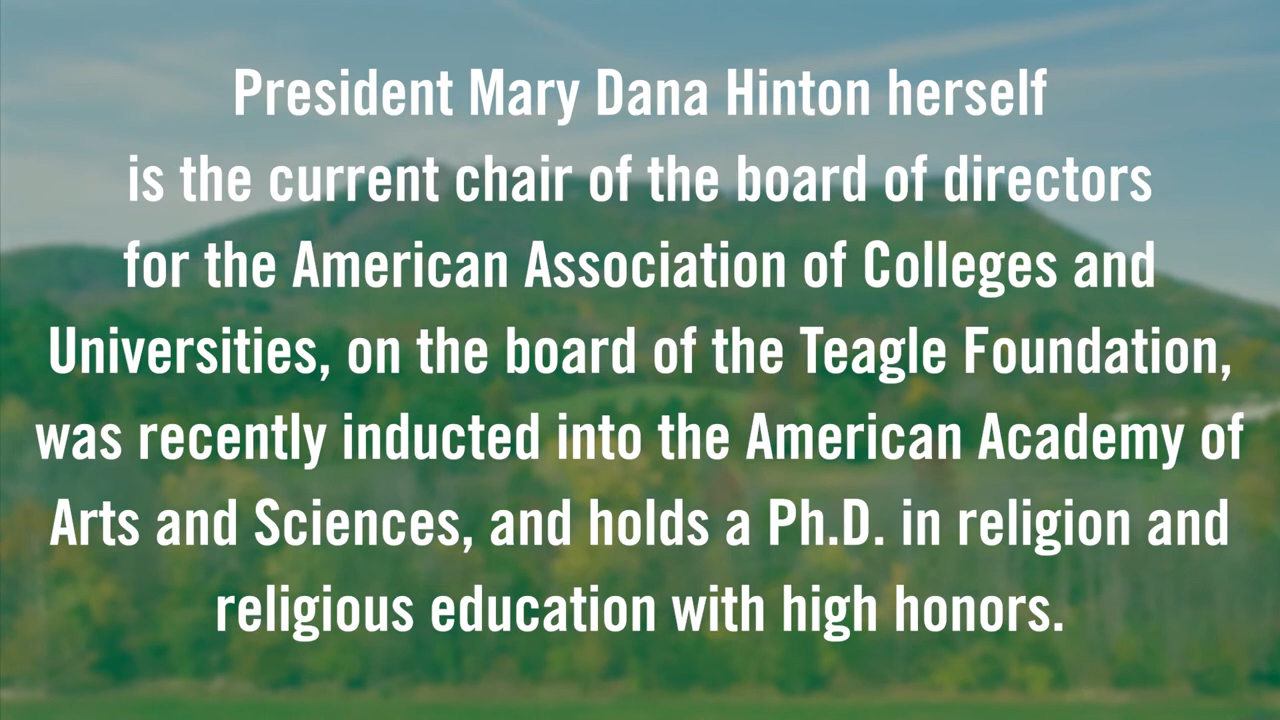 President Mary Dana Hinton herself
is the current chair of the board of directors
for the American Association of Colleges and
Universities, on the board of the Teagle Foundation,
was recently inducted into the American Academy of
Arts and Sciences, and holds a Ph.D. in religion and
religious education with high honors.